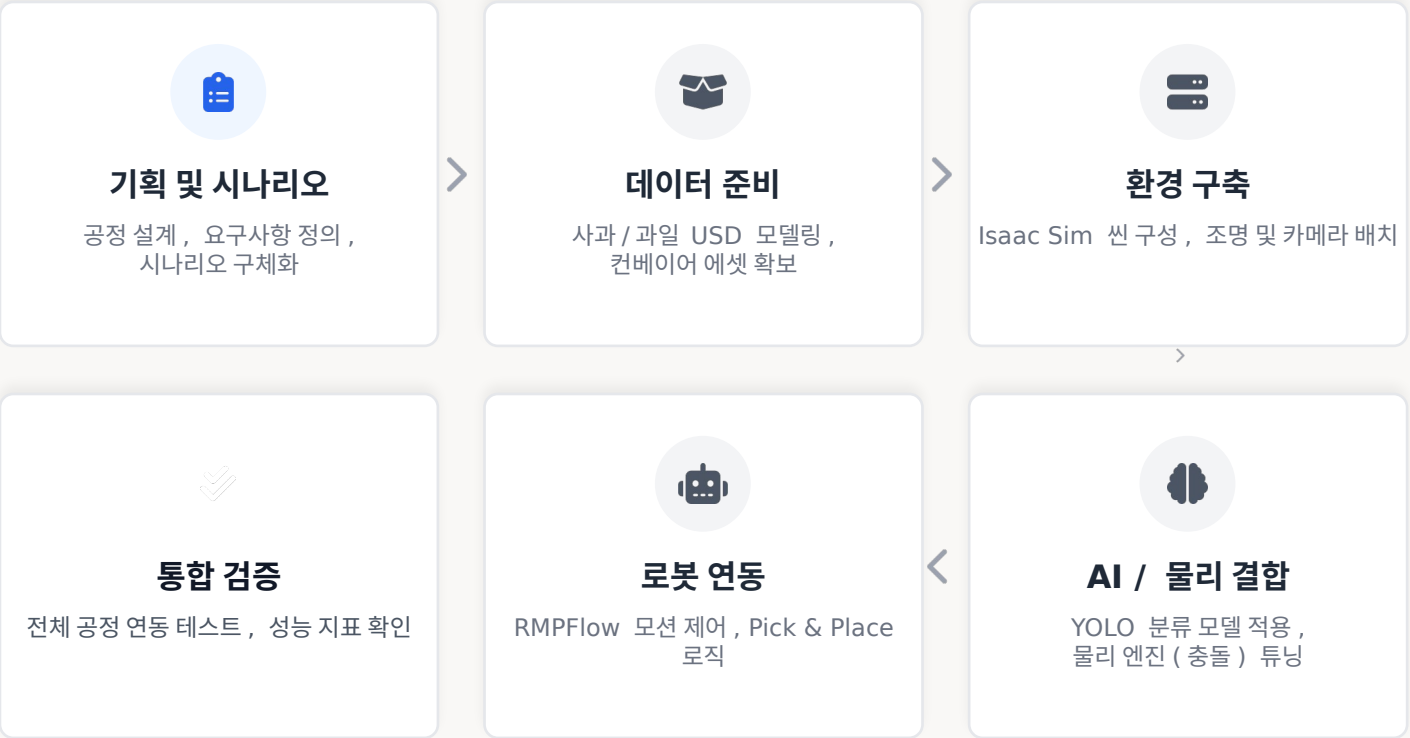 기획 및 시나리오
공정 설계 , 요구사항 정의 ,
시나리오 구체화
데이터 준비
사과 / 과일 USD 모델링 ,
컨베이어 에셋 확보
환경 구축
Isaac Sim 씬 구성 , 조명 및 카메라 배치
통합 검증
전체 공정 연동 테스트 , 성능 지표 확인
로봇 연동
RMPFlow 모션 제어 , Pick & Place
로직
AI / 물리 결합
YOLO 분류 모델 적용 ,
물리 엔진 ( 충돌 ) 튜닝